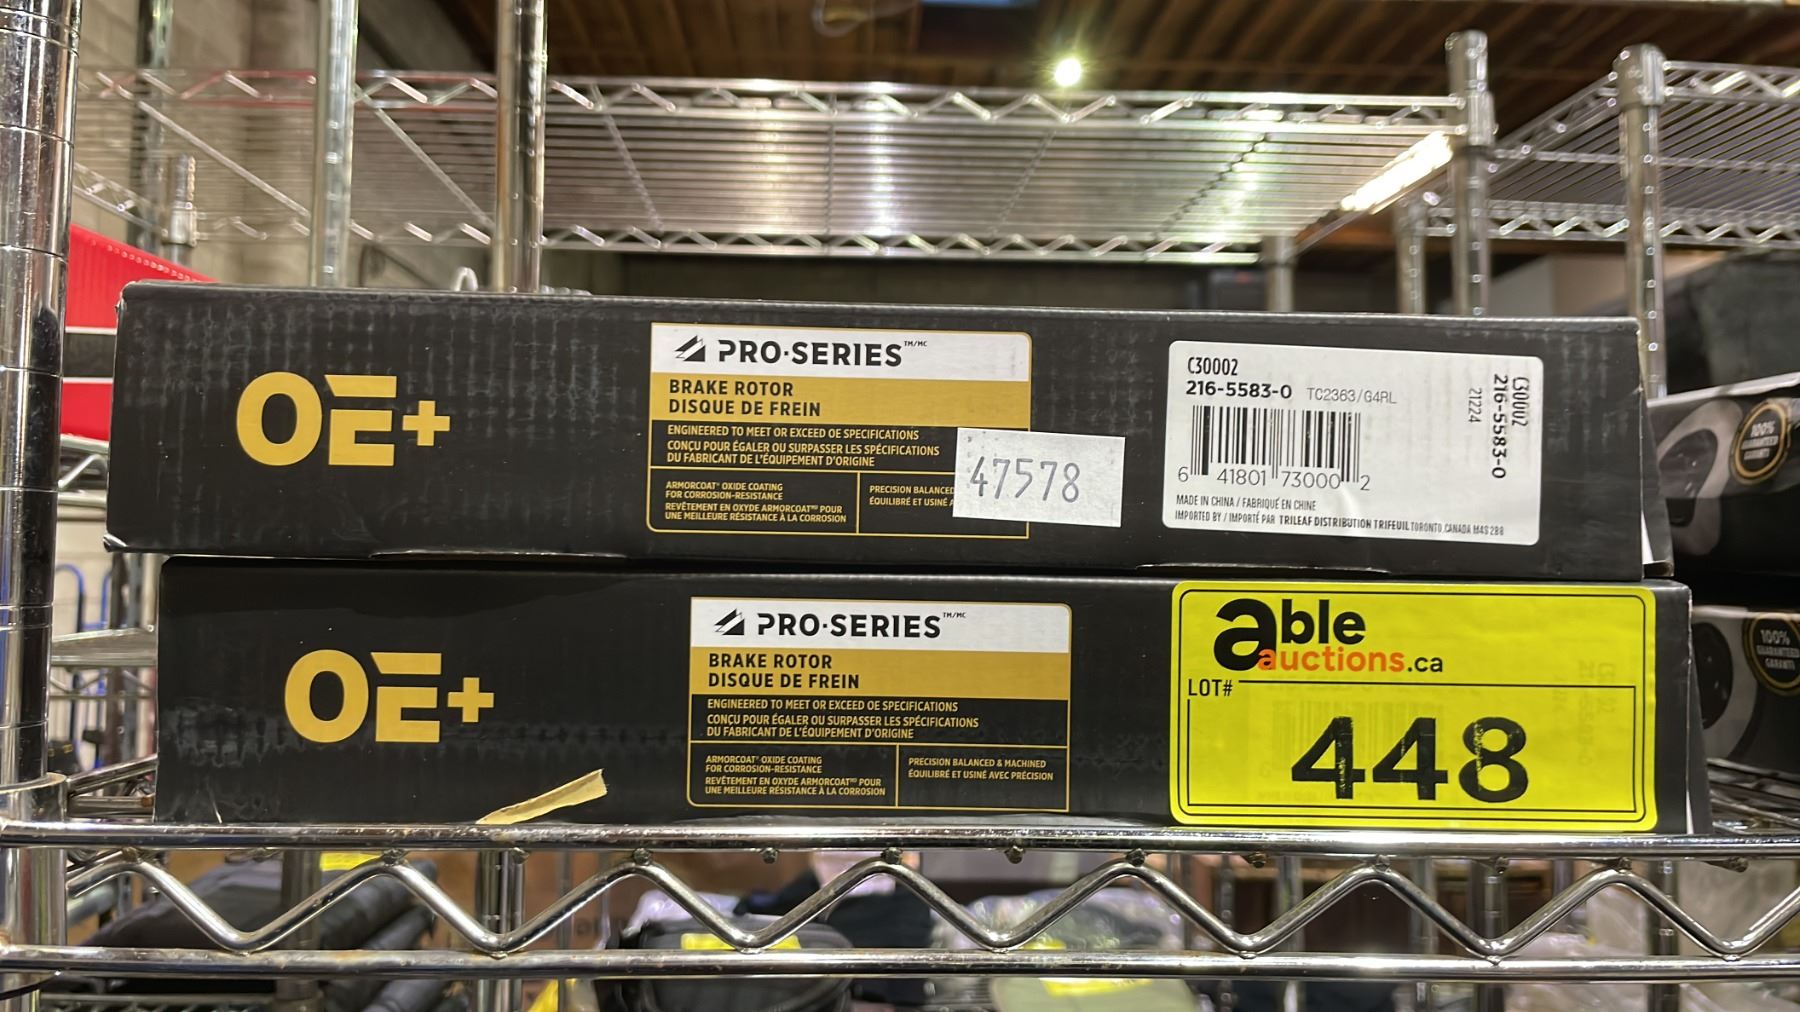 OE+
PRO·SERIES™/MC
BRAKE ROTOR
DISQUE DE FREIN
ENGINEERED TO MEET OR EXCEED OE SPECIFICATIONS
CONÇU POUR ÉGALER OU SURPASSER LES SPÉCIFICATIONS
DU FABRICANT DE L'ÉQUIPEMENT D'ORIGINE
ARMORCOAT® OXIDE COATING
FOR CORROSION-RESISTANCE
REVÊTEMENT EN OXYDE ARMORCOATMD POUR
UNE MEILLEURE RÉSISTANCE À LA CORROSION
PRECISION BALANCED
ÉQUILIBRÉ ET USINÉ
47578
C30002
216-5583-0 TC2363/G4RL
6 41801 73000 2
MADE IN CHINA / FABRIQUÉ EN CHINE
IMPORTED BY / IMPORTÉ PAR TRILEAF DISTRIBUTION TRIFEUIL TORONTO CANADA M4S 2B8
C30002
216-5583-0
21224
OE+
PRO·SERIES™/MC
BRAKE ROTOR
DISQUE DE FREIN
ENGINEERED TO MEET OR EXCEED OE SPECIFICATIONS
CONÇU POUR ÉGALER OU SURPASSER LES SPÉCIFICATIONS
DU FABRICANT DE L'ÉQUIPEMENT D'ORIGINE
ARMORCOAT® OXIDE COATING
FOR CORROSION-RESISTANCE
REVÊTEMENT EN OXYDE ARMORCOATMD POUR
UNE MEILLEURE RÉSISTANCE À LA CORROSION
PRECISION BALANCED & MACHINED
ÉQUILIBRÉ ET USINÉ AVEC PRÉCISION
able
auctions.ca
LOT#
448
100%
GUARANTEED
GARANTI
100%
GUARANTEED
GARANTI